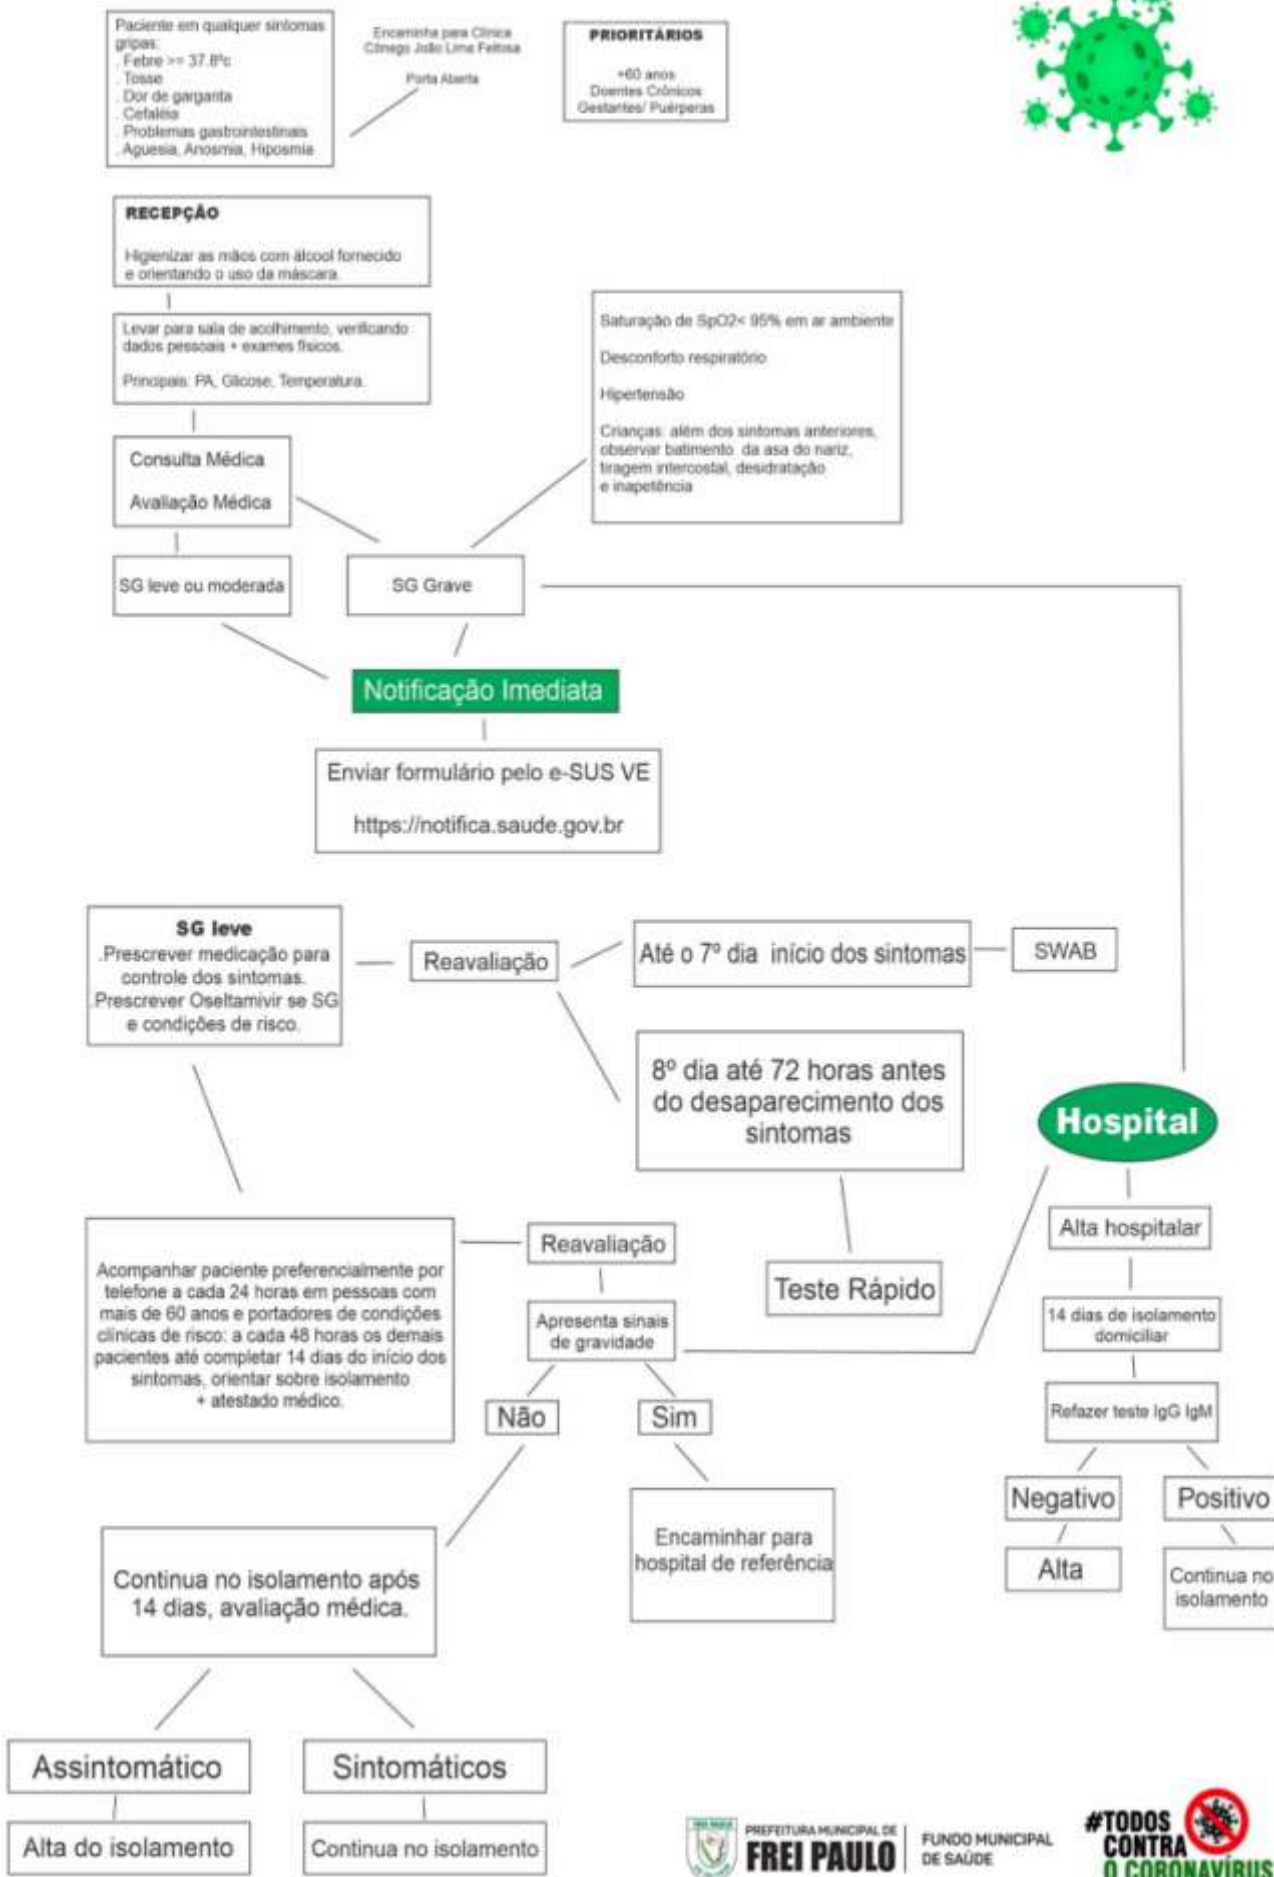 Paciente em qualquer sintomas
gripas:
. Febre >= 37.8ºc
. Tosse
. Dor de garganta
. Cefaléia
. Problemas gastrointestinais
. Aguesia, Anosmia, Hiposmia
Encaminha para Clínica
Cônego João Lima Feitosa
Porta Aberta
PRIORITÁRIOS
+60 anos
Doentes Crônicos
Gestantes/ Puérperas
RECEPÇÃO
Higienizar as mãos com álcool fornecido
e orientando o uso da máscara.
Levar para sala de acolhimento, verificando
dados pessoais + exames físicos.
Principais: PA, Glicose, Temperatura.
Saturação de SpO2< 95% em ar ambiente
Desconforto respiratório
Hipertensão
Crianças: além dos sintomas anteriores,
observar batimento da asa do nariz,
tiragem intercostal, desidratação
e inapetência
Consulta Médica
Avaliação Médica
SG leve ou moderada
SG Grave
Notificação Imediata
Enviar formulário pelo e-SUS VE
https://notifica.saude.gov.br
SG leve
.Prescrever medicação para
controle dos sintomas.
.Prescrever Oseltamivir se SG
e condições de risco.
Reavaliação
Até o 7º dia início dos sintomas
SWAB
8º dia até 72 horas antes
do desaparecimento dos
sintomas
Teste Rápido
Hospital
Alta hospitalar
14 dias de isolamento
domiciliar
Refazer teste IgG IgM
Negativo
Positivo
Alta
Continua no
isolamento
Acompanhar paciente preferencialmente por
telefone a cada 24 horas em pessoas com
mais de 60 anos e portadores de condições
clínicas de risco: a cada 48 horas os demais
pacientes até completar 14 dias do início dos
sintomas, orientar sobre isolamento
+ atestado médico.
Reavaliação
Apresenta sinais
de gravidade
Não
Sim
Encaminhar para
hospital de referência
Continua no isolamento após
14 dias, avaliação médica.
Assintomático
Sintomáticos
Alta do isolamento
Continua no isolamento
PREFEITURA MUNICIPAL DE
FREI PAULO
FUNDO MUNICIPAL
DE SAÚDE
#TODOS
CONTRA
O CORONAVÍRUS